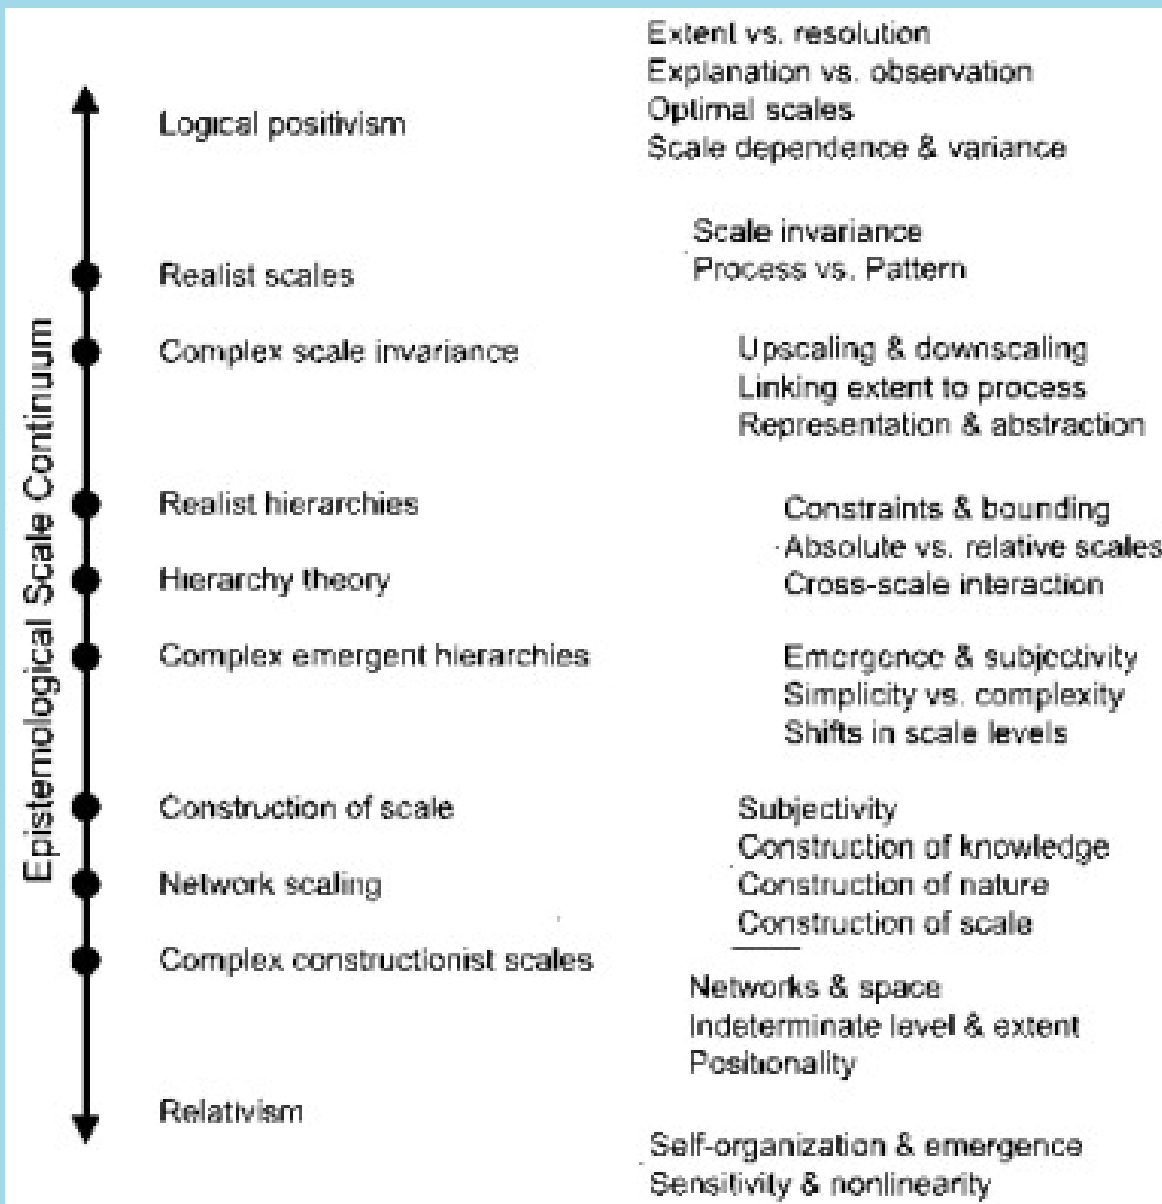 Epistemological Scale Continuum
Logical positivism
Realist scales
Complex scale invariance
Realist hierarchies
Hierarchy theory
Complex emergent hierarchies
Construction of scale
Network scaling
Complex constructionist scales
Relativism
Extent vs. resolution
Explanation vs. observation
Optimal scales
Scale dependence & variance
Scale invariance
Process vs. Pattern
Upscaling & downscaling
Linking extent to process
Representation & abstraction
Constraints & bounding
Absolute vs. relative scales
Cross-scale interaction
Emergence & subjectivity
Simplicity vs. complexity
Shifts in scale levels
Subjectivity
Construction of knowledge
Construction of nature
Construction of scale
Networks & space
Indeterminate level & extent
Positionality
Self-organization & emergence
Sensitivity & nonlinearity